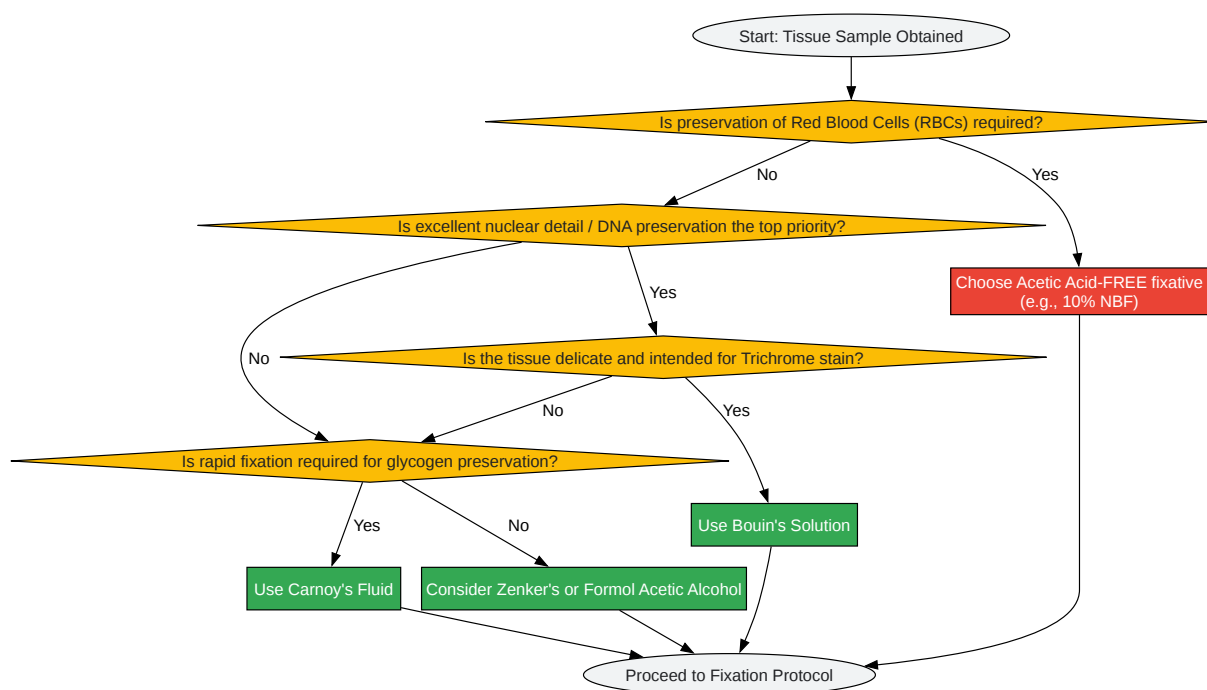 Start: Tissue Sample Obtained
Is preservation of Red Blood Cells (RBCs) required?
No
Yes
Is excellent nuclear detail / DNA preservation the top priority?
Choose Acetic Acid-FREE fixative
(e.g., 10% NBF)
Yes
No
Is the tissue delicate and intended for Trichrome stain?
No
Yes
Is rapid fixation required for glycogen preservation?
Yes
No
Use Bouin's Solution
Use Carnoy's Fluid
Consider Zenker's or Formol Acetic Alcohol
Proceed to Fixation Protocol